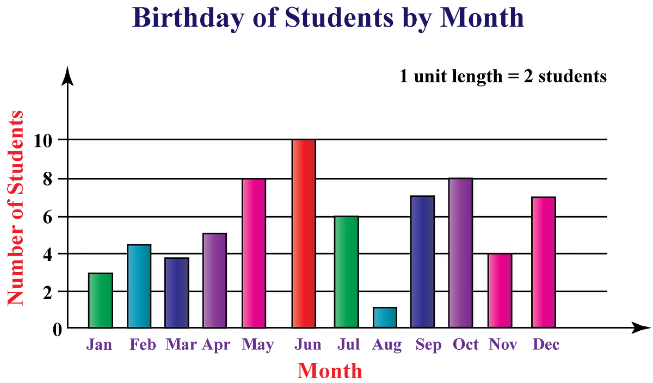 Birthday of Students by Month
1 unit length = 2 students
Number of Students
10
8
6
4
2
0
Jan Feb Mar Apr May Jun Jul Aug Sep Oct Nov Dec
Month